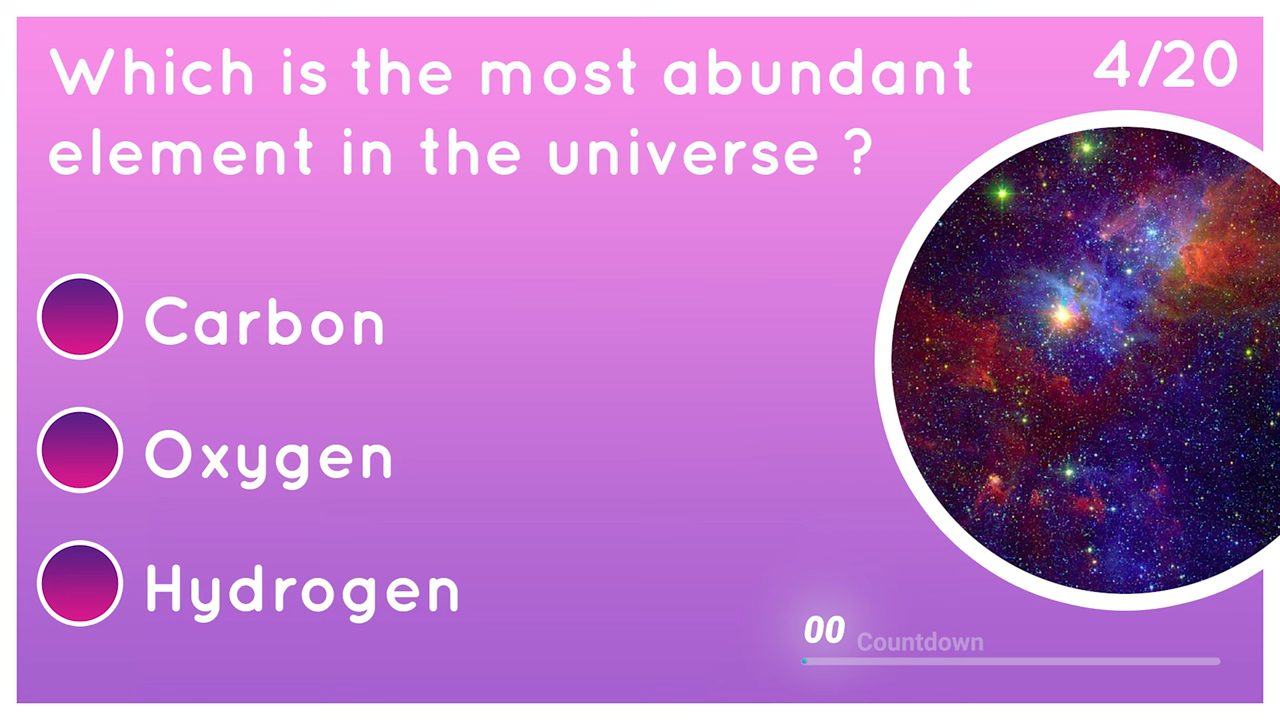 Which is the most abundant
element in the universe ?
4/20
Carbon
Oxygen
Hydrogen
00 Countdown